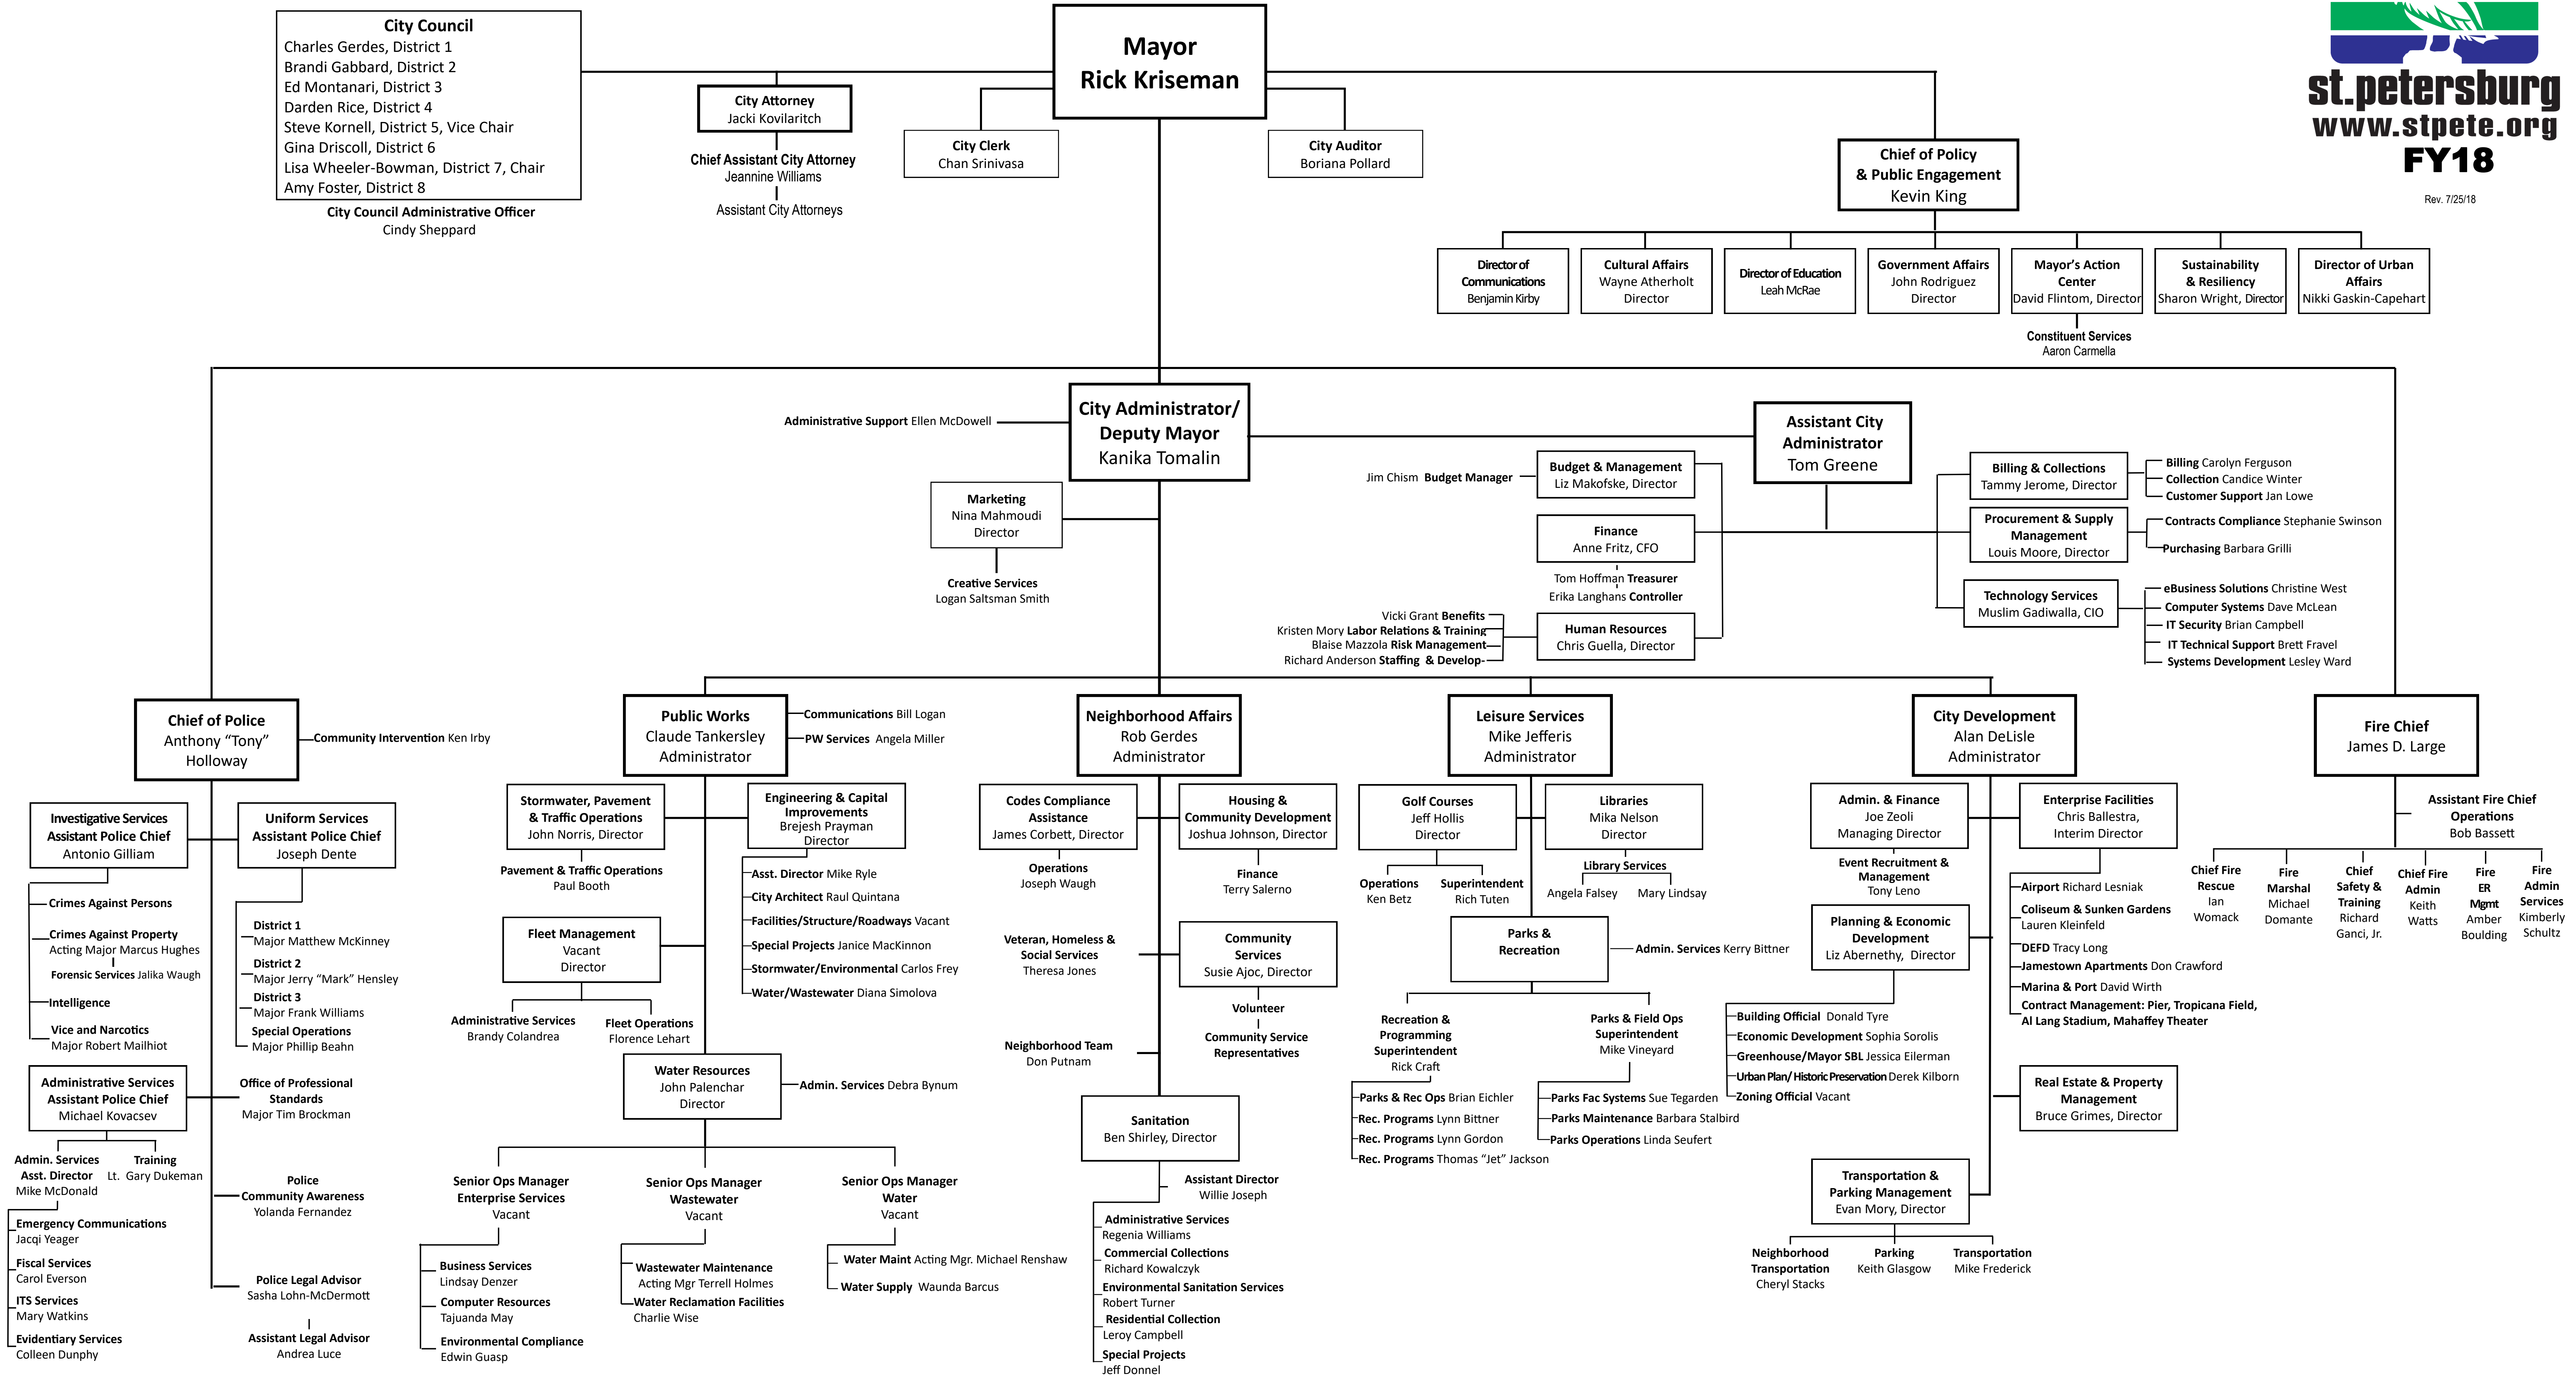 City Council
Charles Gerdes, District 1
Brandi Gabbard, District 2
Ed Montanari, District 3
Darden Rice, District 4
Steve Kornell, District 5, Vice Chair
Gina Driscoll, District 6
Lisa Wheeler-Bowman, District 7, Chair
Amy Foster, District 8
City Council Administrative Officer
Cindy Sheppard
City Attorney
Jacki Kovilaritch
Chief Assistant City Attorney
Jeannine Williams
Assistant City Attorneys
Mayor
Rick Kriseman
City Clerk
Chan Srinivasa
City Auditor
Boriana Pollard
st.petersburg
www.stpete.org
FY18
Rev. 7/25/18
Chief of Policy
& Public Engagement
Kevin King
Director of
Communications
Benjamin Kirby
Cultural Affairs
Wayne Atherholt
Director
Director of Education
Leah McRae
Government Affairs
John Rodriguez
Director
Mayor’s Action
Center
David Flintom, Director
Constituent Services
Aaron Carmella
Sustainability
& Resiliency
Sharon Wright, Director
Director of Urban
Affairs
Nikki Gaskin-Capehart
City Administrator/
Deputy Mayor
Kanika Tomalin
Administrative Support Ellen McDowell
Marketing
Nina Mahmoudi
Director
Creative Services
Logan Saltsman Smith
Assistant City
Administrator
Tom Greene
Budget & Management
Liz Makofske, Director
Jim Chism Budget Manager
Finance
Anne Fritz, CFO
Tom Hoffman Treasurer
Erika Langhans Controller
Human Resources
Chris Guella, Director
Vicki Grant Benefits
Kristen Mory Labor Relations & Training
Blaise Mazzola Risk Management
Richard Anderson Staffing & Develop-
Billing & Collections
Tammy Jerome, Director
Billing Carolyn Ferguson
Collection Candice Winter
Customer Support Jan Lowe
Procurement & Supply
Management
Louis Moore, Director
Contracts Compliance Stephanie Swinson
Purchasing Barbara Grilli
Technology Services
Muslim Gadiwalla, CIO
eBusiness Solutions Christine West
Computer Systems Dave McLean
IT Security Brian Campbell
IT Technical Support Brett Fravel
Systems Development Lesley Ward
Chief of Police
Anthony “Tony”
Holloway
Community Intervention Ken Irby
Investigative Services
Assistant Police Chief
Antonio Gilliam
Crimes Against Persons
Crimes Against Property
Acting Major Marcus Hughes
Forensic Services Jalika Waugh
Intelligence
Vice and Narcotics
Major Robert Mailhiot
Uniform Services
Assistant Police Chief
Joseph Dente
District 1
Major Matthew McKinney
District 2
Major Jerry “Mark” Hensley
District 3
Major Frank Williams
Special Operations
Major Phillip Beahn
Administrative Services
Assistant Police Chief
Michael Kovacsev
Admin. Services
Asst. Director
Mike McDonald
Training
Lt. Gary Dukeman
Emergency Communications
Jacqi Yeager
Fiscal Services
Carol Everson
ITS Services
Mary Watkins
Evidentiary Services
Colleen Dunphy
Office of Professional
Standards
Major Tim Brockman
Police
Community Awareness
Yolanda Fernandez
Police Legal Advisor
Sasha Lohn-McDermott
Assistant Legal Advisor
Andrea Luce
Public Works
Claude Tankersley
Administrator
Communications Bill Logan
PW Services Angela Miller
Stormwater, Pavement
& Traffic Operations
John Norris, Director
Pavement & Traffic Operations
Paul Booth
Engineering & Capital
Improvements
Brejesh Prayman
Director
Asst. Director Mike Ryle
City Architect Raul Quintana
Facilities/Structure/Roadways Vacant
Special Projects Janice MacKinnon
Stormwater/Environmental Carlos Frey
Water/Wastewater Diana Simolova
Fleet Management
Vacant
Director
Administrative Services
Brandy Colandrea
Fleet Operations
Florence Lehart
Water Resources
John Palenchar
Director
Admin. Services Debra Bynum
Senior Ops Manager
Enterprise Services
Vacant
Business Services
Lindsay Denzer
Computer Resources
Tajuanda May
Environmental Compliance
Edwin Guasp
Senior Ops Manager
Wastewater
Vacant
Wastewater Maintenance
Acting Mgr Terrell Holmes
Water Reclamation Facilities
Charlie Wise
Senior Ops Manager
Water
Vacant
Water Maint Acting Mgr. Michael Renshaw
Water Supply Waunda Barcus
Neighborhood Affairs
Rob Gerdes
Administrator
Codes Compliance
Assistance
James Corbett, Director
Operations
Joseph Waugh
Housing &
Community Development
Joshua Johnson, Director
Finance
Terry Salerno
Veteran, Homeless &
Social Services
Theresa Jones
Community
Services
Susie Ajoc, Director
Volunteer
Community Service
Representatives
Neighborhood Team
Don Putnam
Sanitation
Ben Shirley, Director
Assistant Director
Willie Joseph
Administrative Services
Regenia Williams
Commercial Collections
Richard Kowalczyk
Environmental Sanitation Services
Robert Turner
Residential Collection
Leroy Campbell
Special Projects
Jeff Donnel
Leisure Services
Mike Jefferis
Administrator
Golf Courses
Jeff Hollis
Director
Operations
Ken Betz
Superintendent
Rich Tuten
Libraries
Mika Nelson
Director
Library Services
Angela Falsey
Mary Lindsay
Parks &
Recreation
Admin. Services Kerry Bittner
Recreation &
Programming
Superintendent
Rick Craft
Parks & Rec Ops Brian Eichler
Rec. Programs Lynn Bittner
Rec. Programs Lynn Gordon
Rec. Programs Thomas “Jet” Jackson
Parks & Field Ops
Superintendent
Mike Vineyard
Parks Fac Systems Sue Tegarden
Parks Maintenance Barbara Stalbird
Parks Operations Linda Seufert
City Development
Alan DeLisle
Administrator
Admin. & Finance
Joe Zeoli
Managing Director
Event Recruitment &
Management
Tony Leno
Enterprise Facilities
Chris Ballestra,
Interim Director
Airport Richard Lesniak
Coliseum & Sunken Gardens
Lauren Kleinfeld
DEFD Tracy Long
Jamestown Apartments Don Crawford
Marina & Port David Wirth
Contract Management: Pier, Tropicana Field,
Al Lang Stadium, Mahaffey Theater
Planning & Economic
Development
Liz Abernethy, Director
Building Official Donald Tyre
Economic Development Sophia Sorolis
Greenhouse/Mayor SBL Jessica Eilerman
Urban Plan/ Historic Preservation Derek Kilborn
Zoning Official Vacant
Real Estate & Property
Management
Bruce Grimes, Director
Transportation &
Parking Management
Evan Mory, Director
Neighborhood
Transportation
Cheryl Stacks
Parking
Keith Glasgow
Transportation
Mike Frederick
Fire Chief
James D. Large
Assistant Fire Chief
Operations
Bob Bassett
Chief Fire
Rescue
Ian
Womack
Fire
Marshal
Michael
Domante
Chief
Safety &
Training
Richard
Ganci, Jr.
Chief Fire
Admin
Keith
Watts
Fire
ER
Mgmt
Amber
Boulding
Fire
Admin
Services
Kimberly
Schultz